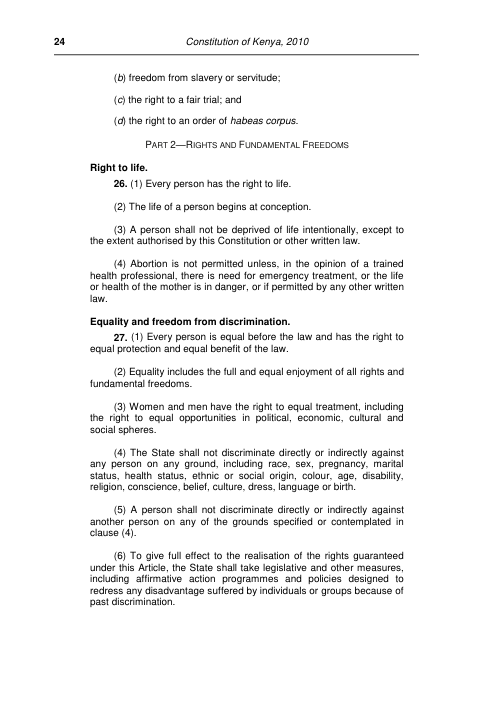 24 Constitution of Kenya, 2010
(b) freedom from slavery or servitude;
(c) the right to a fair trial; and
(d) the right to an order of habeas corpus.
PART 2—RIGHTS AND FUNDAMENTAL FREEDOMS
Right to life.
26. (1) Every person has the right to life.
(2) The life of a person begins at conception.
(3) A person shall not be deprived of life intentionally, except to
the extent authorised by this Constitution or other written law.
(4) Abortion is not permitted unless, in the opinion of a trained
health professional, there is need for emergency treatment, or the life
or health of the mother is in danger, or if permitted by any other written
law.
Equality and freedom from discrimination.
27. (1) Every person is equal before the law and has the right to
equal protection and equal benefit of the law.
(2) Equality includes the full and equal enjoyment of all rights and
fundamental freedoms.
(3) Women and men have the right to equal treatment, including
the right to equal opportunities in political, economic, cultural and
social spheres.
(4) The State shall not discriminate directly or indirectly against
any person on any ground, including race, sex, pregnancy, marital
status, health status, ethnic or social origin, colour, age, disability,
religion, conscience, belief, culture, dress, language or birth.
(5) A person shall not discriminate directly or indirectly against
another person on any of the grounds specified or contemplated in
clause (4).
(6) To give full effect to the realisation of the rights guaranteed
under this Article, the State shall take legislative and other measures,
including affirmative action programmes and policies designed to
redress any disadvantage suffered by individuals or groups because of
past discrimination.